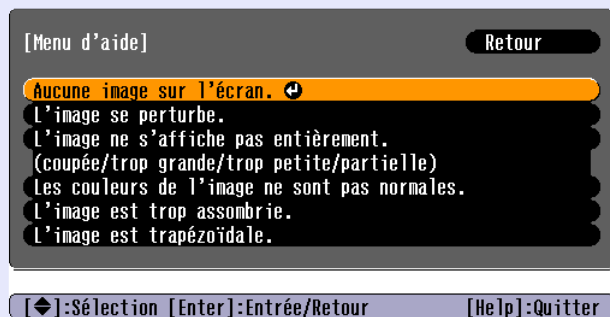 [Menu d'aide] Retour
Aucune image sur l'écran.
L'image se perturbe.
L'image ne s'affiche pas entièrement.
(coupée/trop grande/trop petite/partielle)
Les couleurs de l'image ne sont pas normales.
L'image est trop assombrie.
L'image est trapézoïdale.
[◆]:Sélection [Enter]:Entrée/Retour [Help]:Quitter